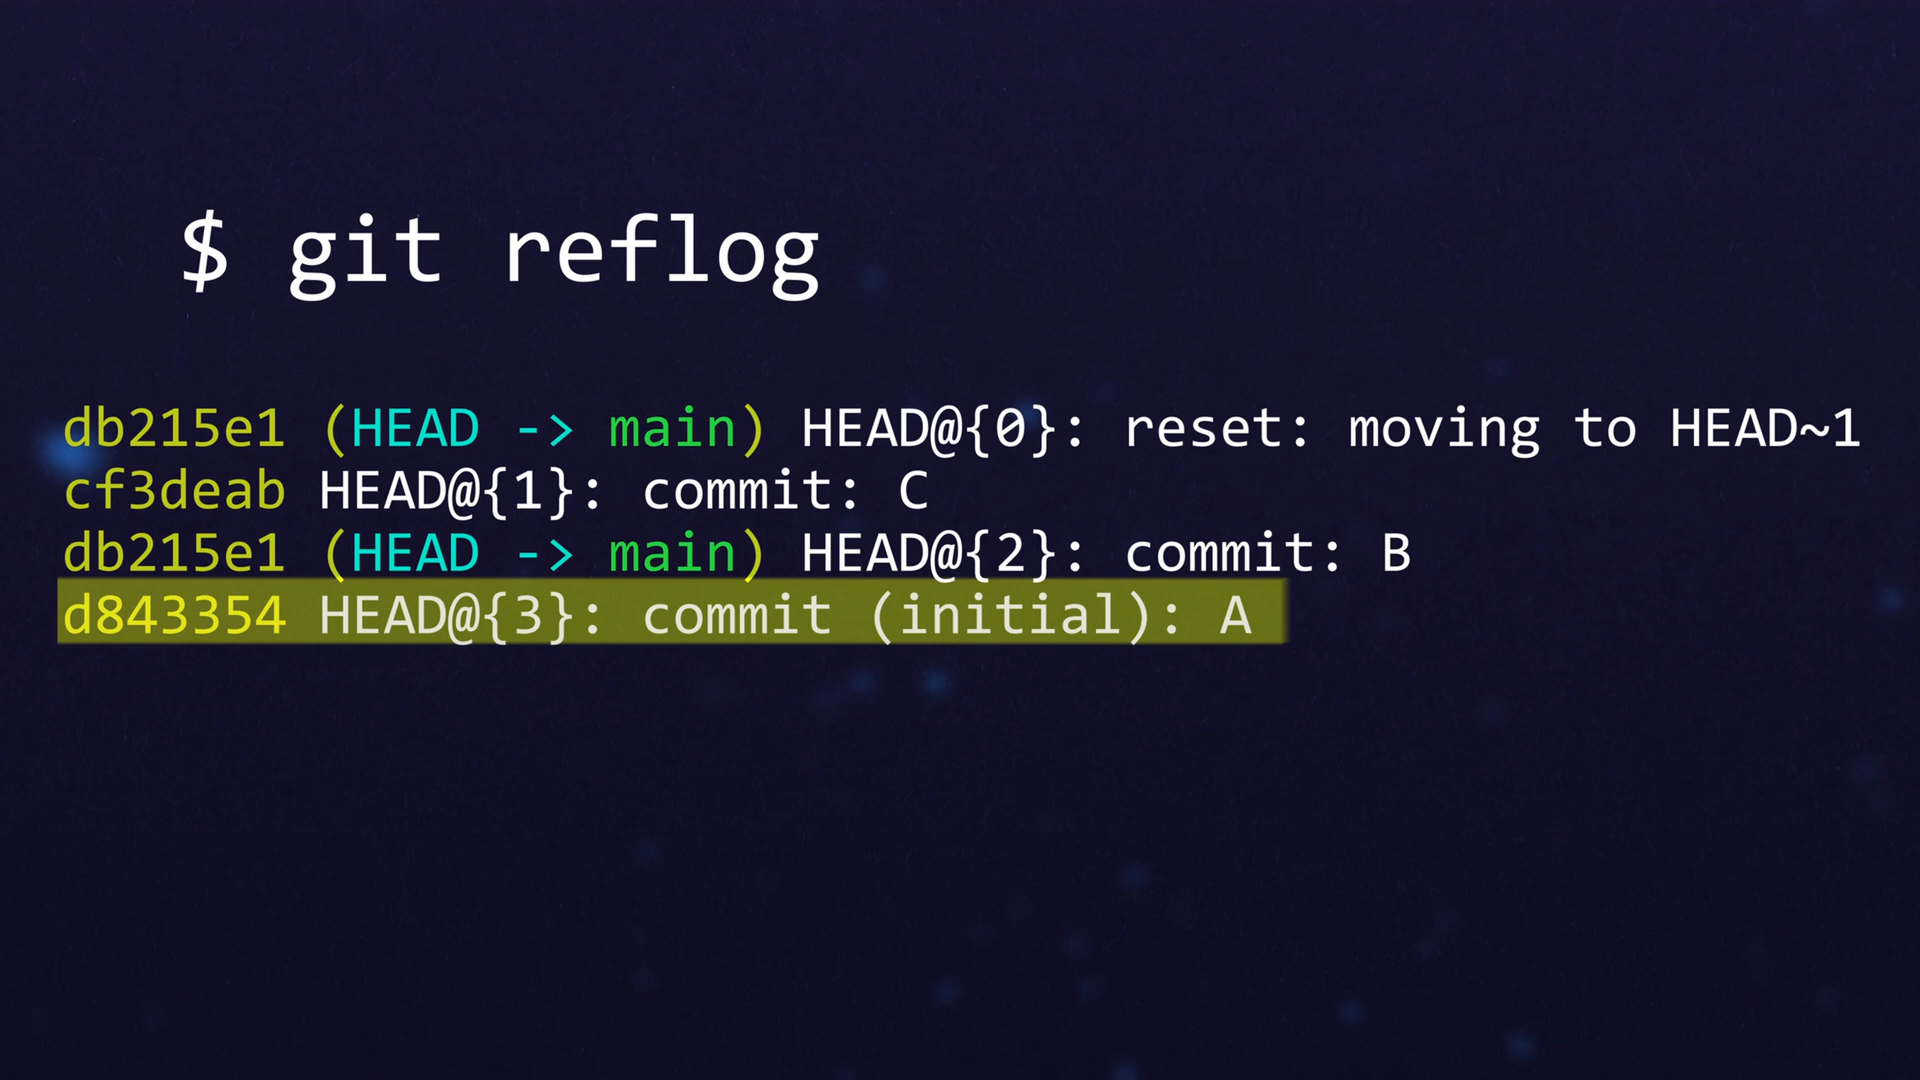 $ git reflog
db215e1 (HEAD -> main) HEAD@{0}: reset: moving to HEAD~1
cf3deab HEAD@{1}: commit: C
db215e1 (HEAD -> main) HEAD@{2}: commit: B
d843354 HEAD@{3}: commit (initial): A